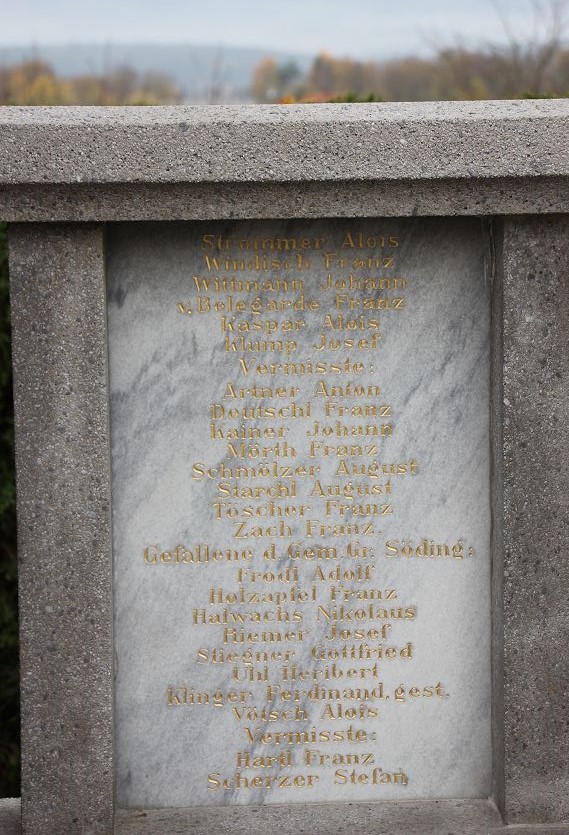 Strommer Alois
Windisch Franz
Wittmann Johann
v. Belegarde Franz
Kaspar Alois
Klump Josef
Vermisste:
Artner Anton
Deutschl Franz
Kainer Johann
Mörth Franz
Schmölzer August
Starchl August
Töscher Franz
Zach Franz.
Gefallene d. Gem. Gr. Söding:
Frodl Adolf
Holzapfel Franz
Halwachs Nikolaus
Riemer Josef
Stiegner Gottfried
Uhl Heribert
Klinger Ferdinand, gest.
Vötsch Alois
Vermisste:
Hartl Franz
Scherzer Stefan